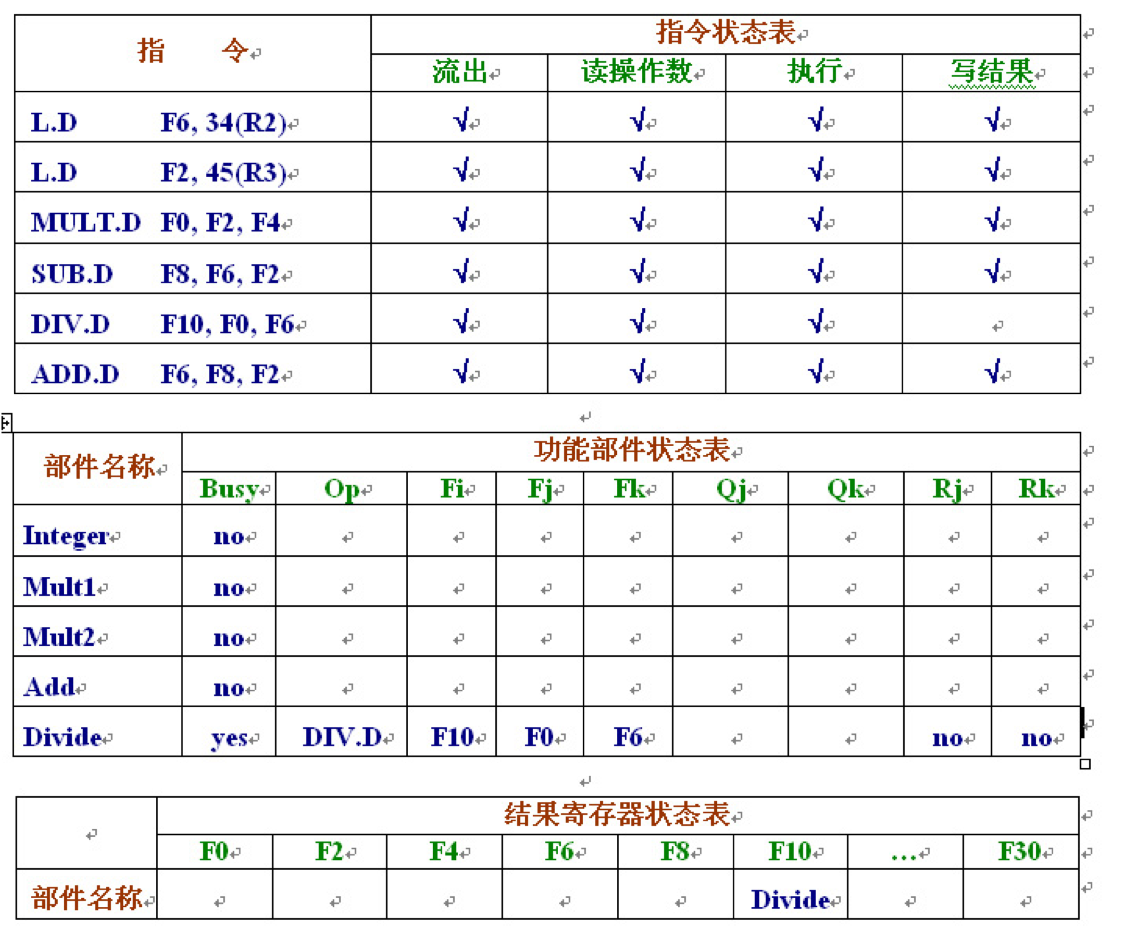 指 令 指令状态表
流出 读操作数 执行 写结果
L.D F6, 34(R2) √ √ √ √
L.D F2, 45(R3) √ √ √ √
MULT.D F0, F2, F4 √ √ √ √
SUB.D F8, F6, F2 √ √ √ √
DIV.D F10, F0, F6 √ √ √
ADD.D F6, F8, F2 √ √ √ √
部件名称 功能部件状态表
Busy Op Fi Fj Fk Qj Qk Rj Rk
Integer no
Mult1 no
Mult2 no
Add no
Divide yes DIV.D F10 F0 F6 no no
结果寄存器状态表
F0 F2 F4 F6 F8 F10 … F30
部件名称 Divide